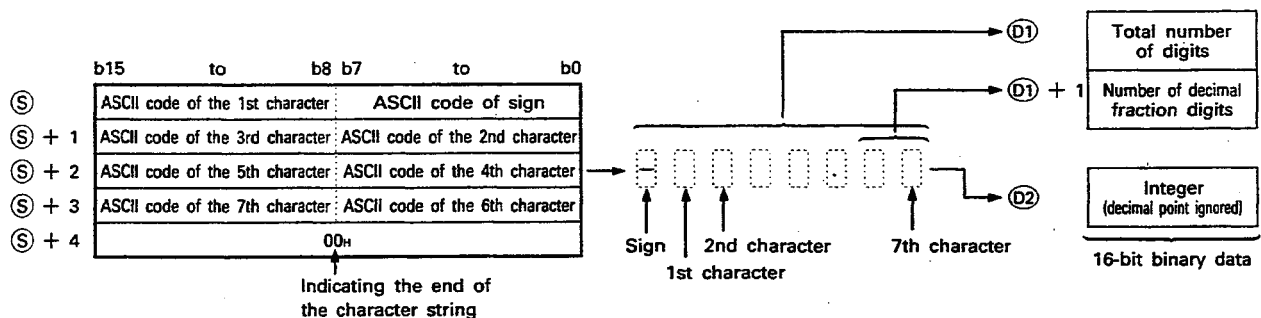 b15 to b8 b7 to b0
Ⓢ ASCII code of the 1st character ASCII code of sign
Ⓢ + 1 ASCII code of the 3rd character ASCII code of the 2nd character
Ⓢ + 2 ASCII code of the 5th character ASCII code of the 4th character
Ⓢ + 3 ASCII code of the 7th character ASCII code of the 6th character
Ⓢ + 4 00H
Indicating the end of
the character string
Sign
1st character
2nd character
7th character
D1
Total number
of digits
D1 + 1
Number of decimal
fraction digits
D2
Integer
(decimal point ignored)
16-bit binary data